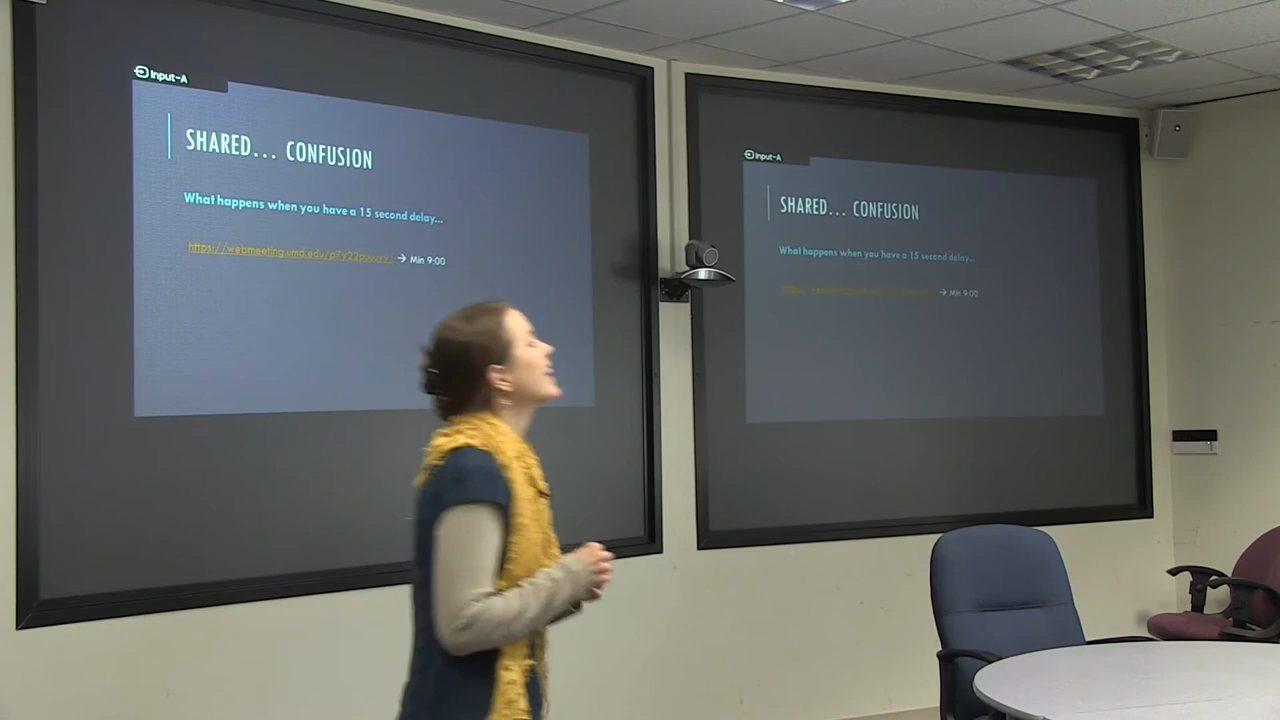 Input-A
SHARED... CONFUSION
What happens when you have a 15 second delay...
→ Min 9:00
Input-A
SHARED... CONFUSION
What happens when you have a 15 second delay...
→ Min 9:00